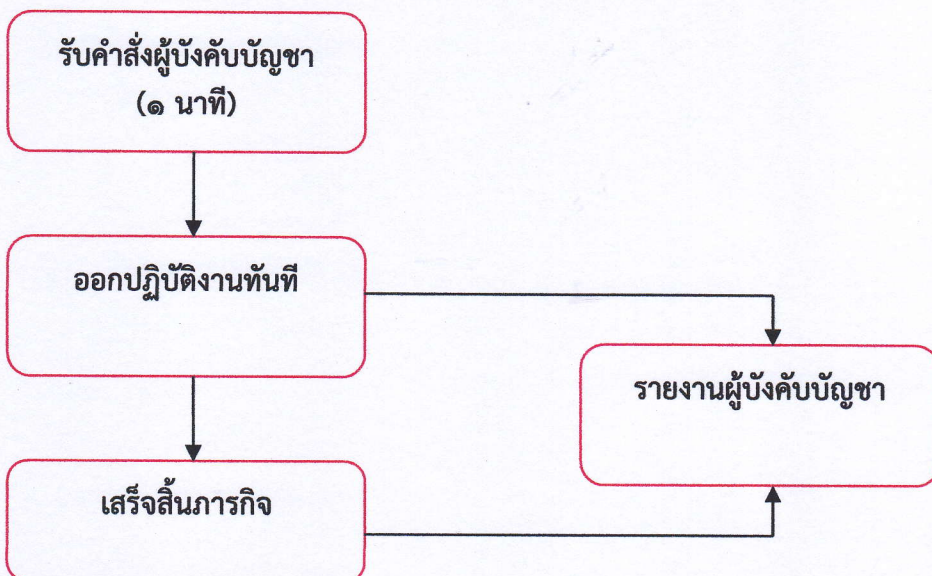 รับคำสั่งผู้บังคับบัญชา
(๑ นาที)
ออกปฏิบัติงานทันที
รายงานผู้บังคับบัญชา
เสร็จสิ้นภารกิจ